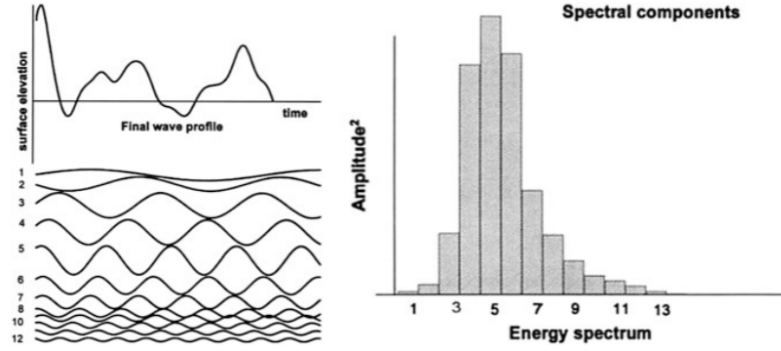 surface elevation
time
Final wave profile
1
2
3
4
5
6
7
8
10
12
Spectral components
Amplitude²
1 3 5 7 9 11 13
Energy spectrum